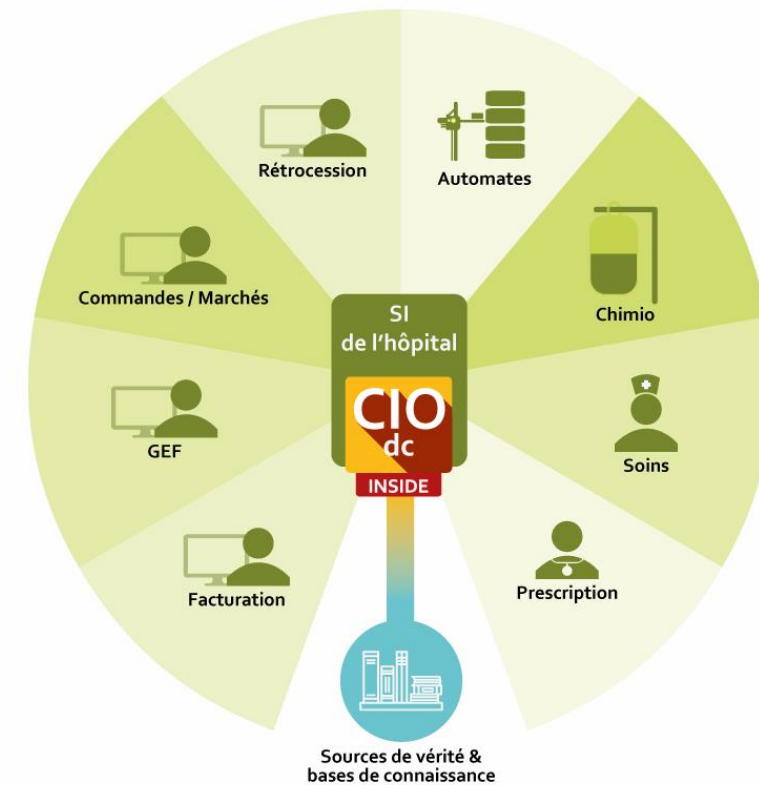 Rétrocession
Automates
Commandes / Marchés
Chimio
SI
de l'hôpital
CIO
dc
INSIDE
GEF
Soins
Facturation
Prescription
Sources de vérité &
bases de connaissance